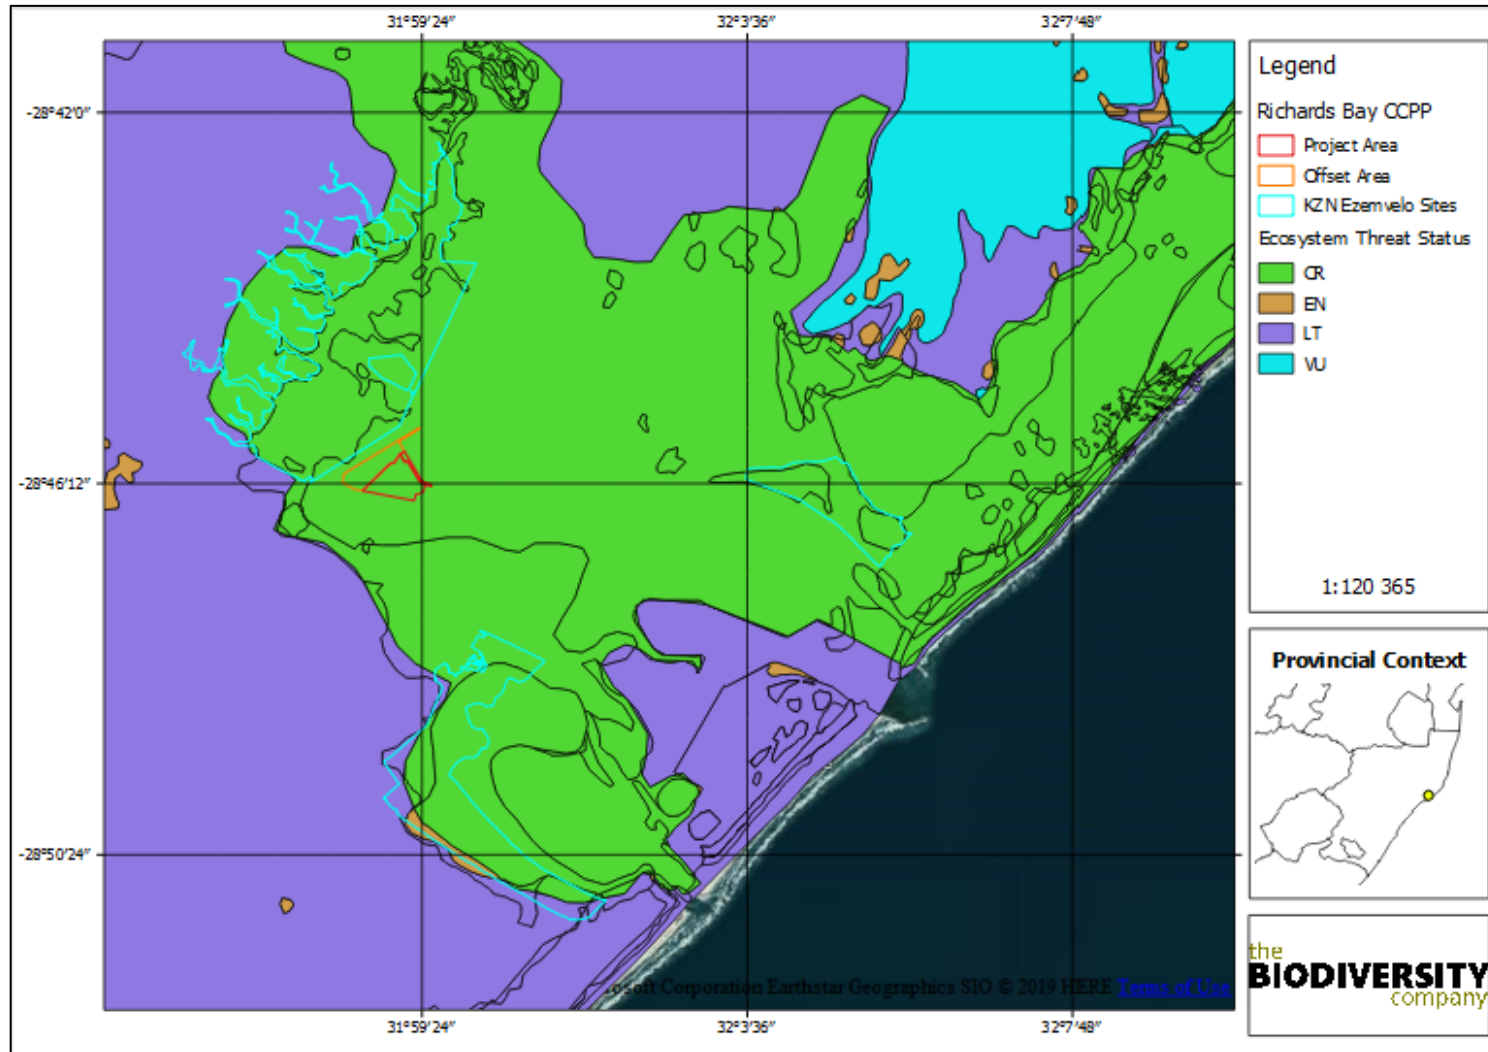 31°59'24" 32°3'36" 32°7'48"
-28°42'0"
-28°46'12"
-28°50'24"
31°59'24" 32°3'36" 32°7'48"
Corporation Earthstar Geographics SIO © 2019 HERE Terms of Use
Legend
Richards Bay CCPP
Project Area
Offset Area
KZN Ezemvelo Sites
Ecosystem Threat Status
CR
EN
LT
VU
1:120 365
Provincial Context
the
BIODIVERSITY
company